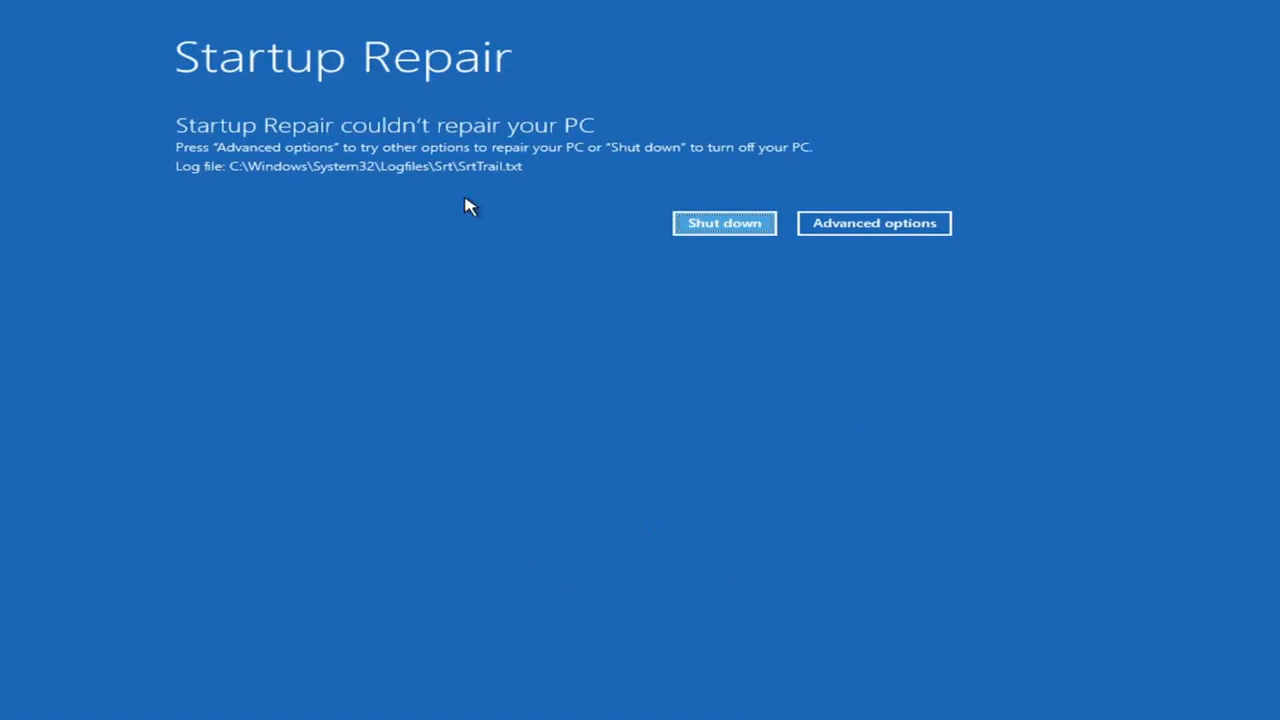 Startup Repair
Startup Repair couldn't repair your PC
Press “Advanced options” to try other options to repair your PC or “Shut down” to turn off your PC.
Log file: C:\Windows\System32\Logfiles\Srt\SrtTrail.txt
Shut down
Advanced options